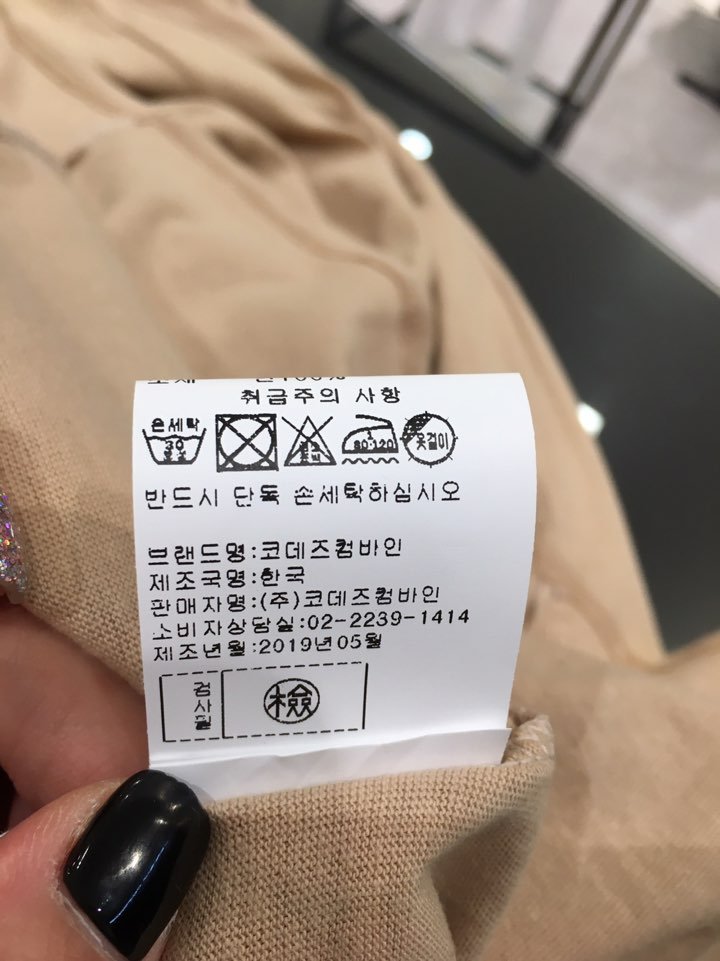 취급주의 사항
손세탁 30 80-120 옷걸이
반드시 단독 손세탁하십시오
브랜드명:코데즈컴바인
제조국명:한국
판매자명:(주)코데즈컴바인
소비자상담실:02-2239-1414
제조년월:2019년05월
검사필 檢